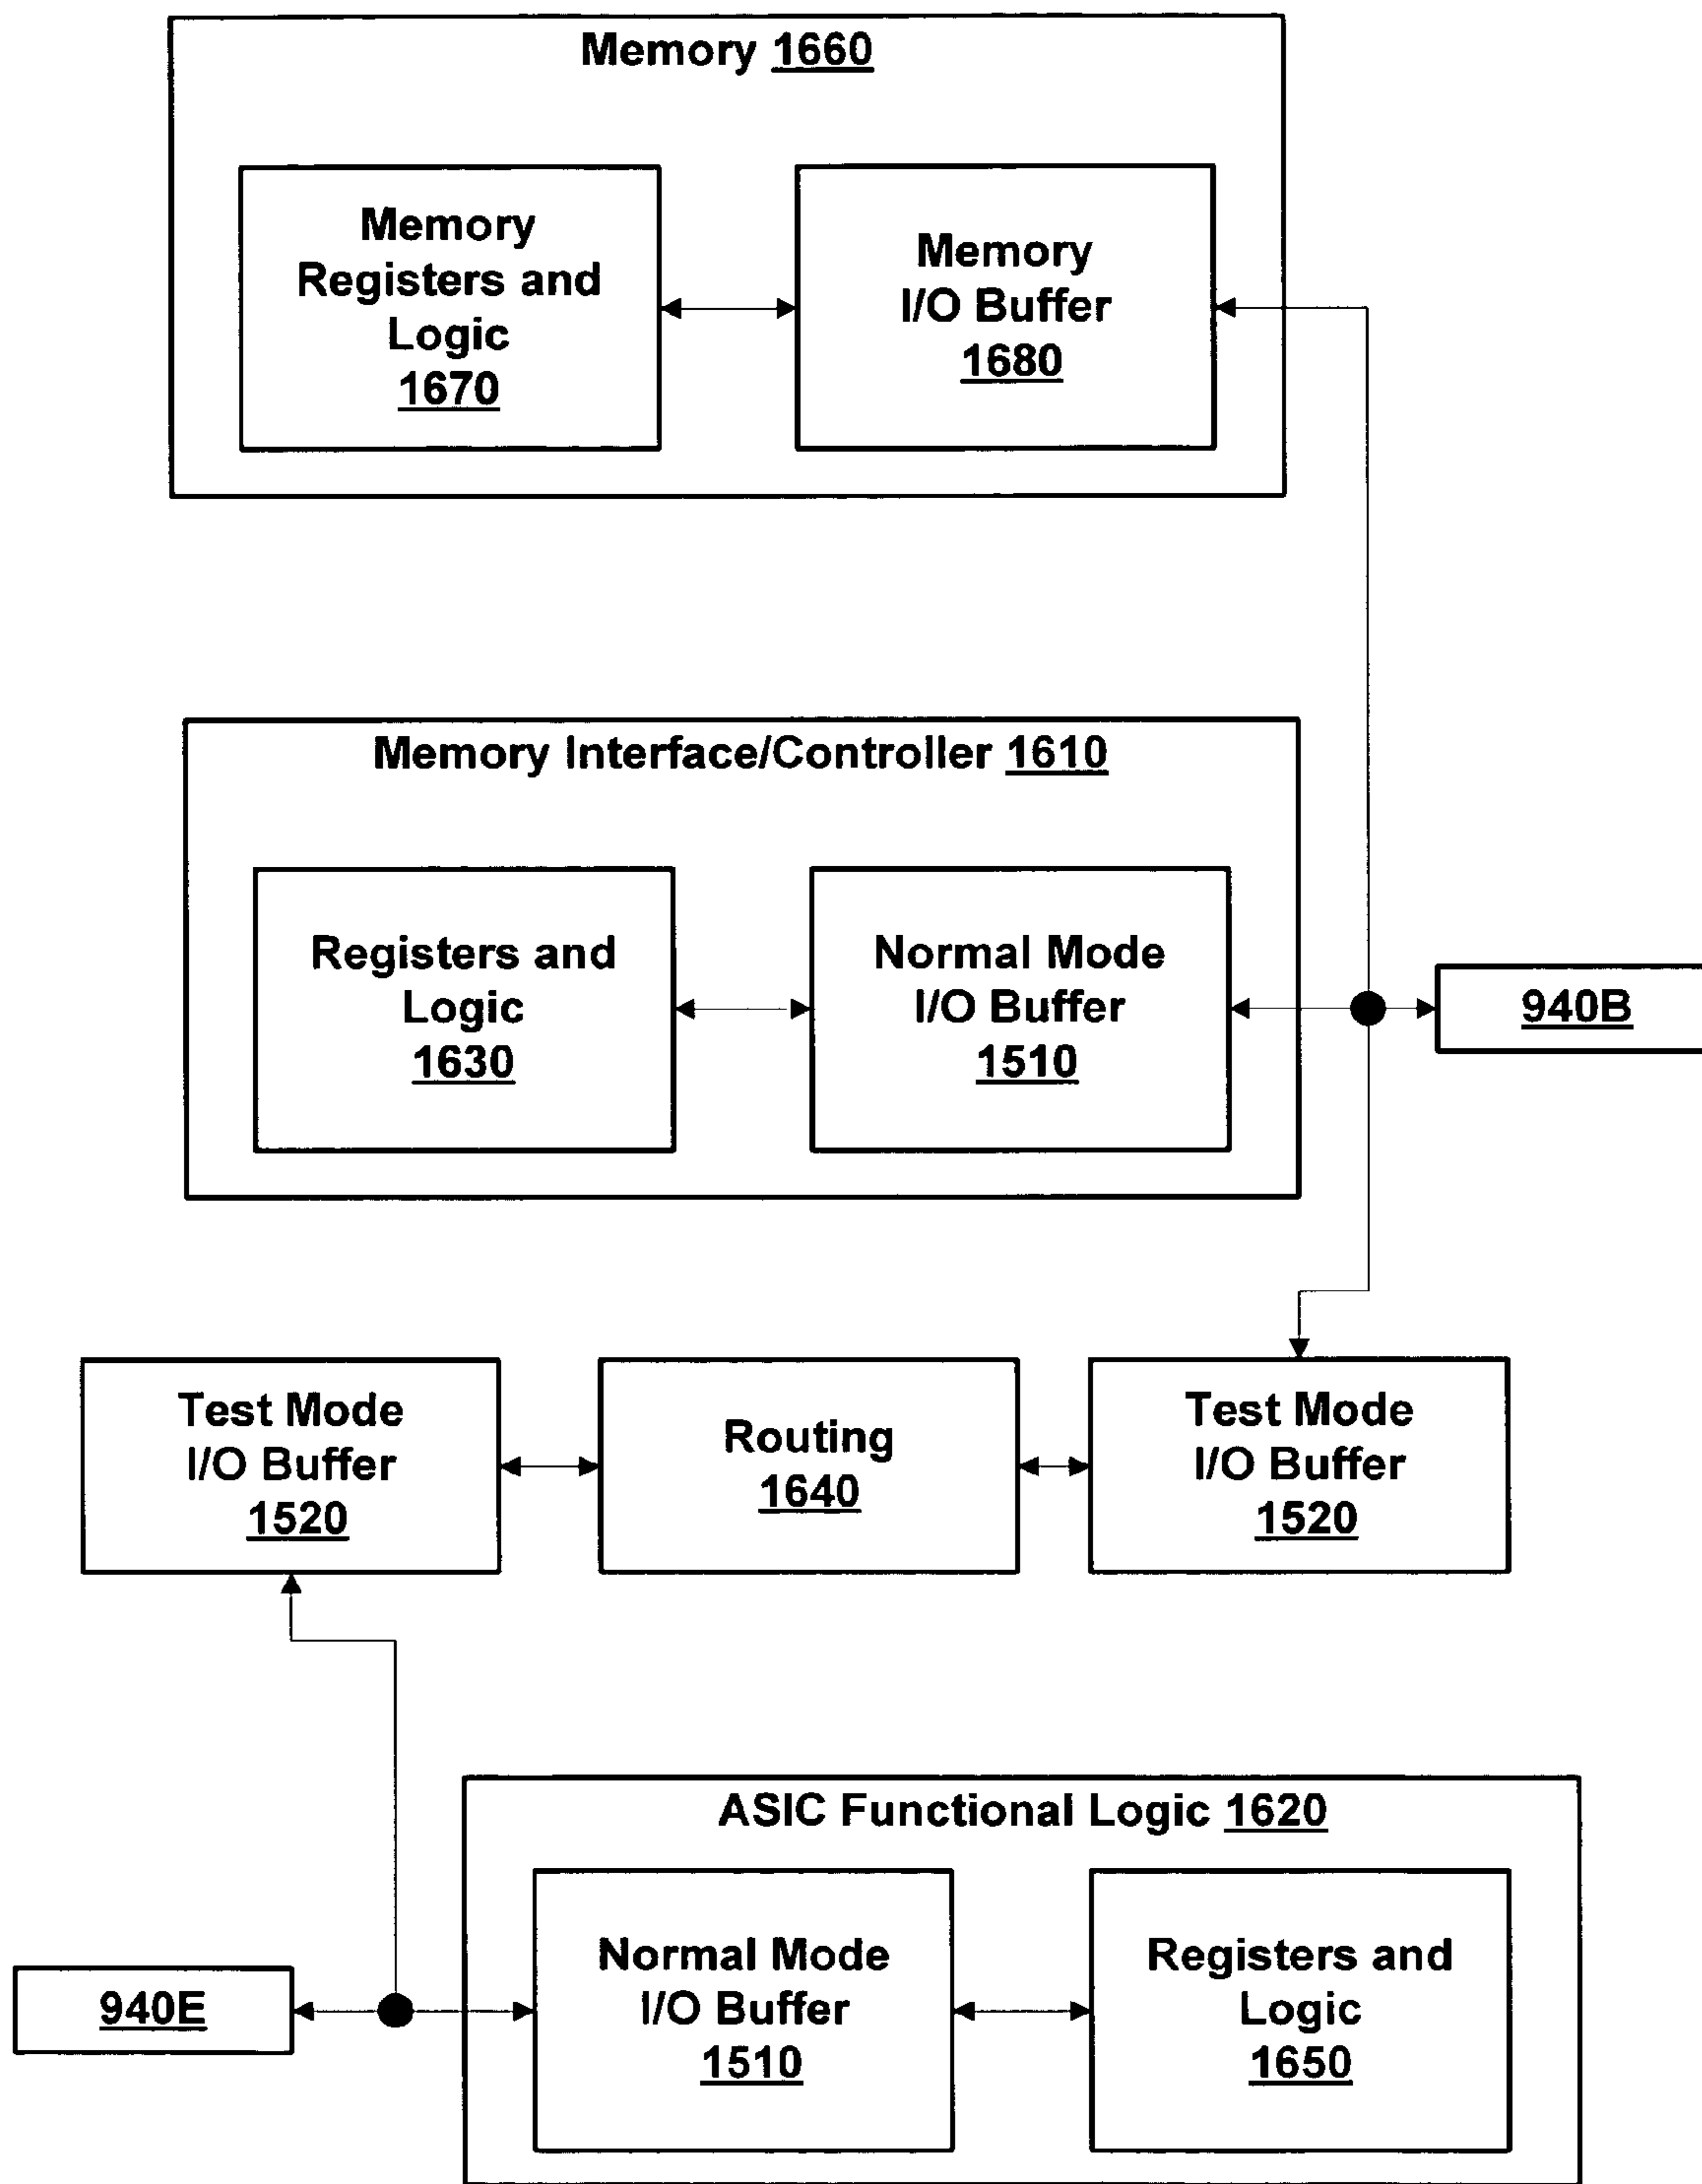 Memory 1660
Memory
Registers and
Logic
1670
Memory
I/O Buffer
1680
Memory Interface/Controller 1610
Registers and
Logic
1630
Normal Mode
I/O Buffer
1510
940B
Test Mode
I/O Buffer
1520
Routing
1640
Test Mode
I/O Buffer
1520
ASIC Functional Logic 1620
940E
Normal Mode
I/O Buffer
1510
Registers and
Logic
1650